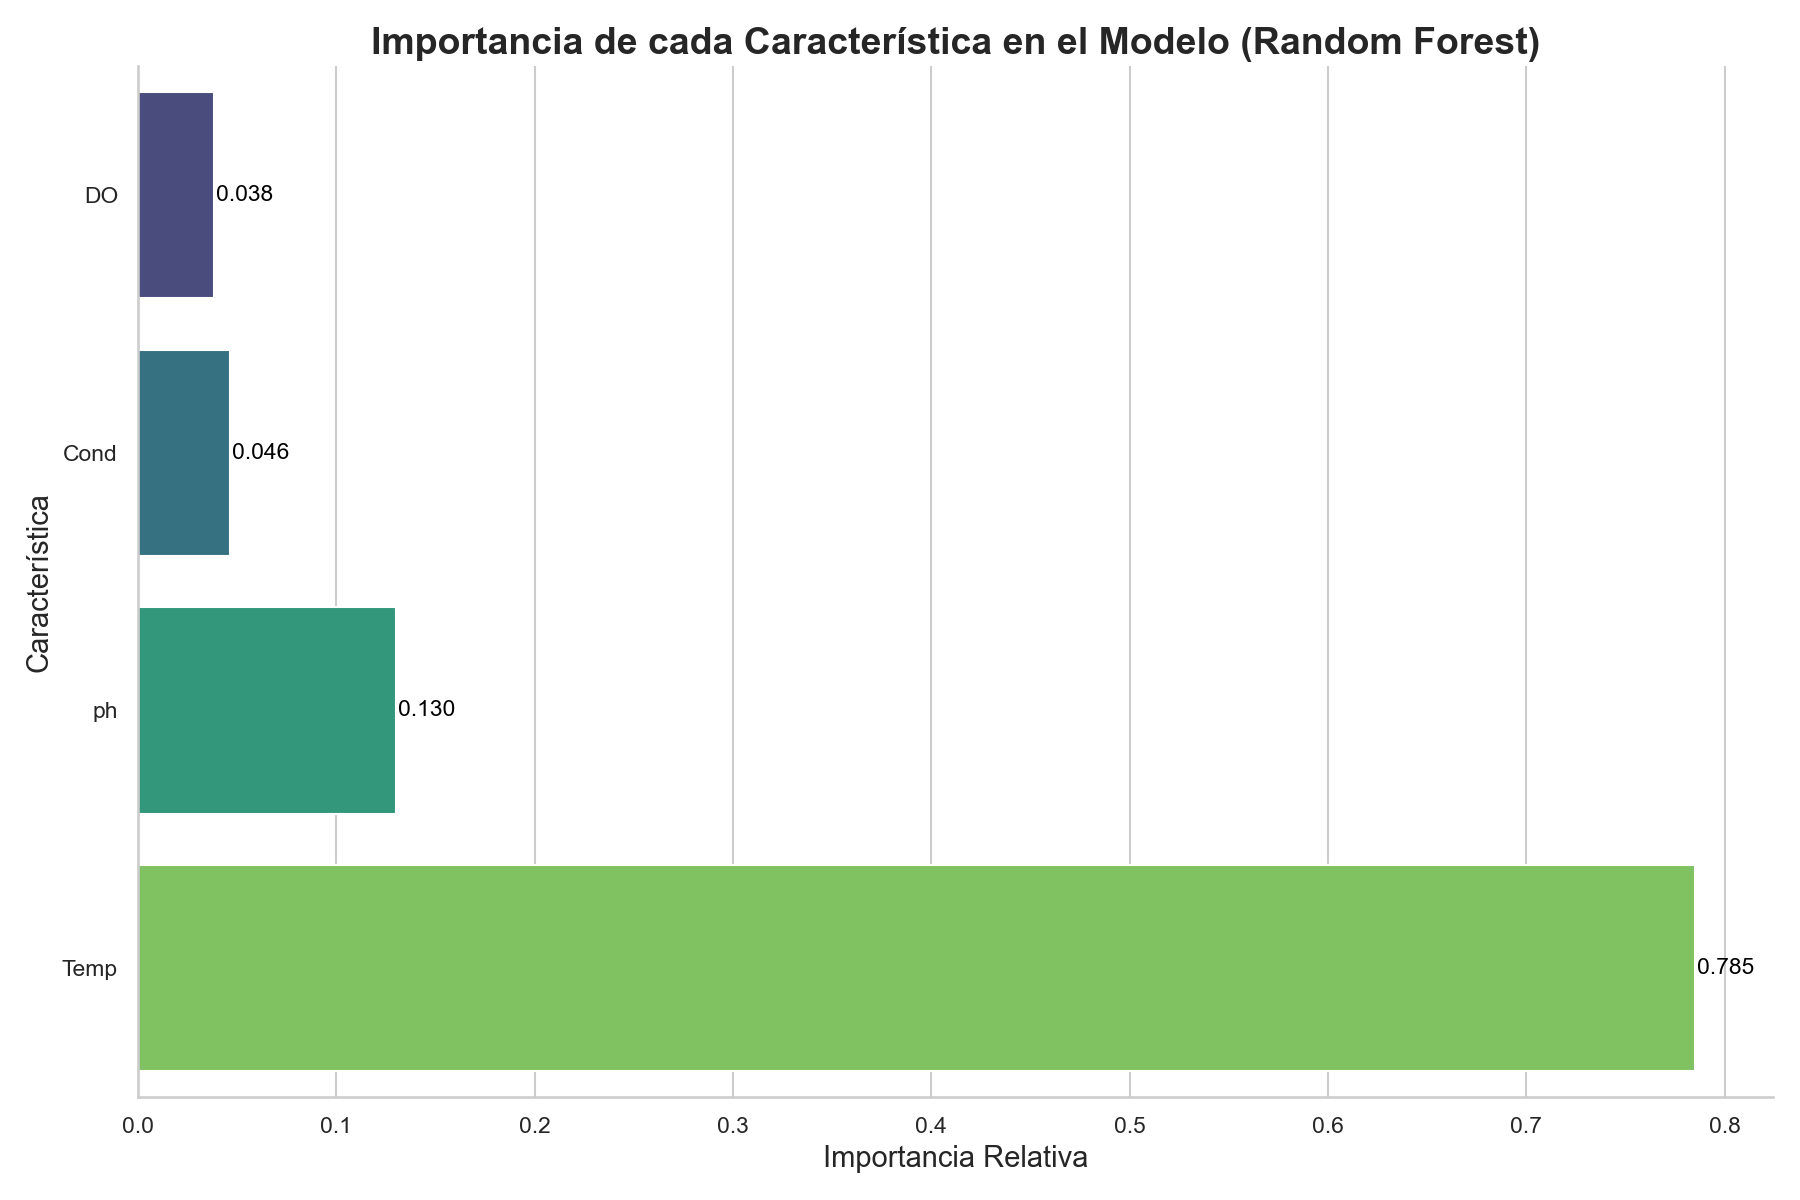 Importancia de cada Característica en el Modelo (Random Forest)
DO
0.038
Cond
0.046
ph
0.130
Temp
0.785
Característica
0.0 0.1 0.2 0.3 0.4 0.5 0.6 0.7 0.8
Importancia Relativa